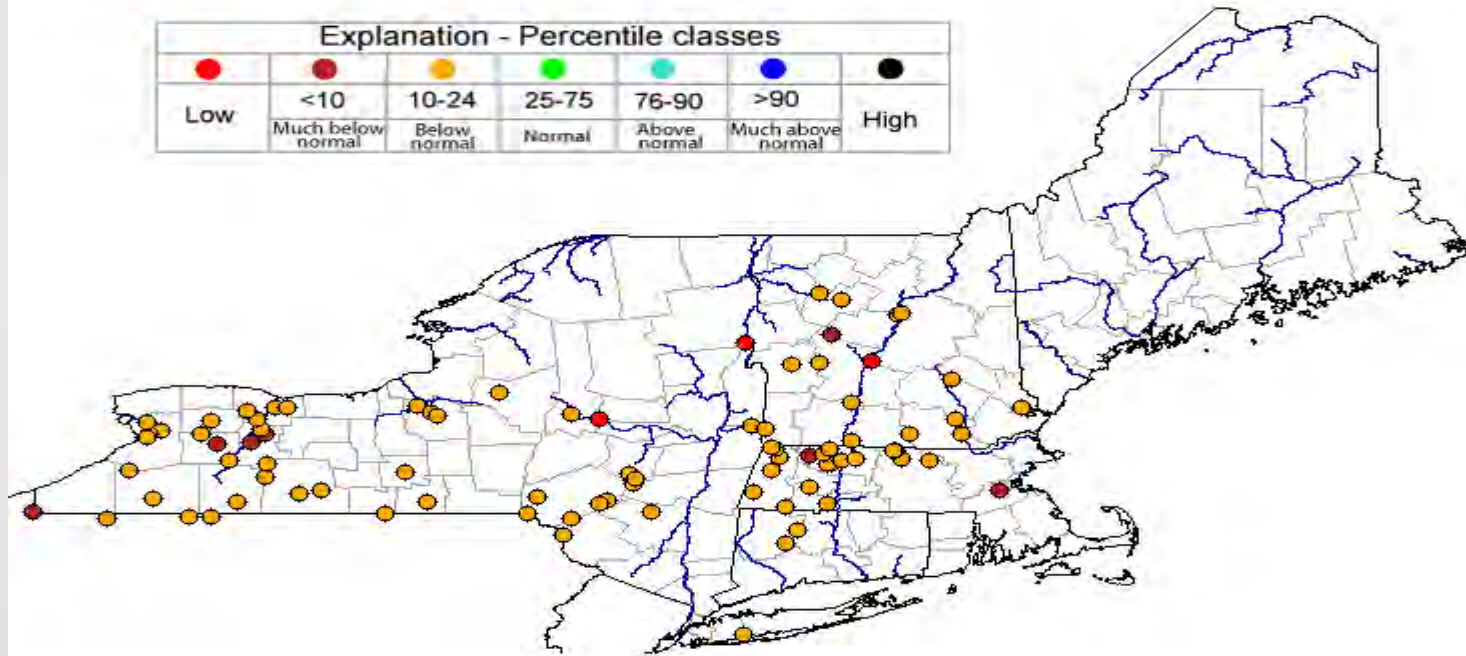 Explanation - Percentile classes
Low <10 10-24 25-75 76-90 >90 High
Much below normal Below normal Normal Above normal Much above normal